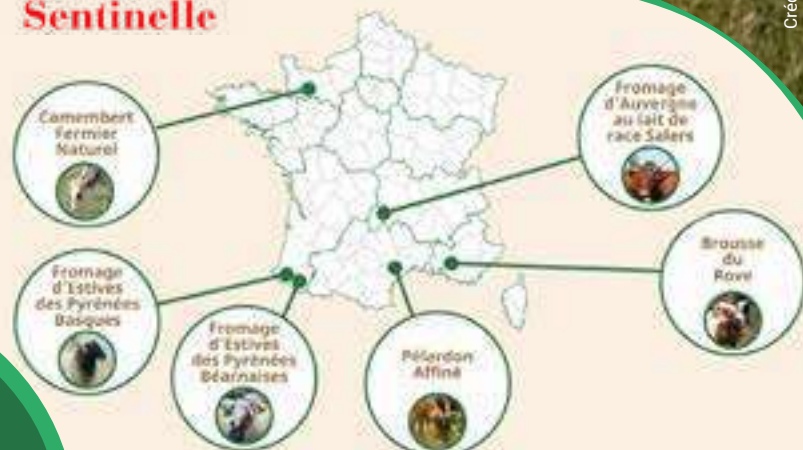 Sentinelle
Créd
Camembert
Fermier
Naturel
Fromage
d'Auvergne
au lait de
race Salers
Fromage
d'Estives
des Pyrénées
Basques
Fromage
d'Estives
des Pyrénées
Béarnaises
Pélardon
Affiné
Brousse
du
Rove